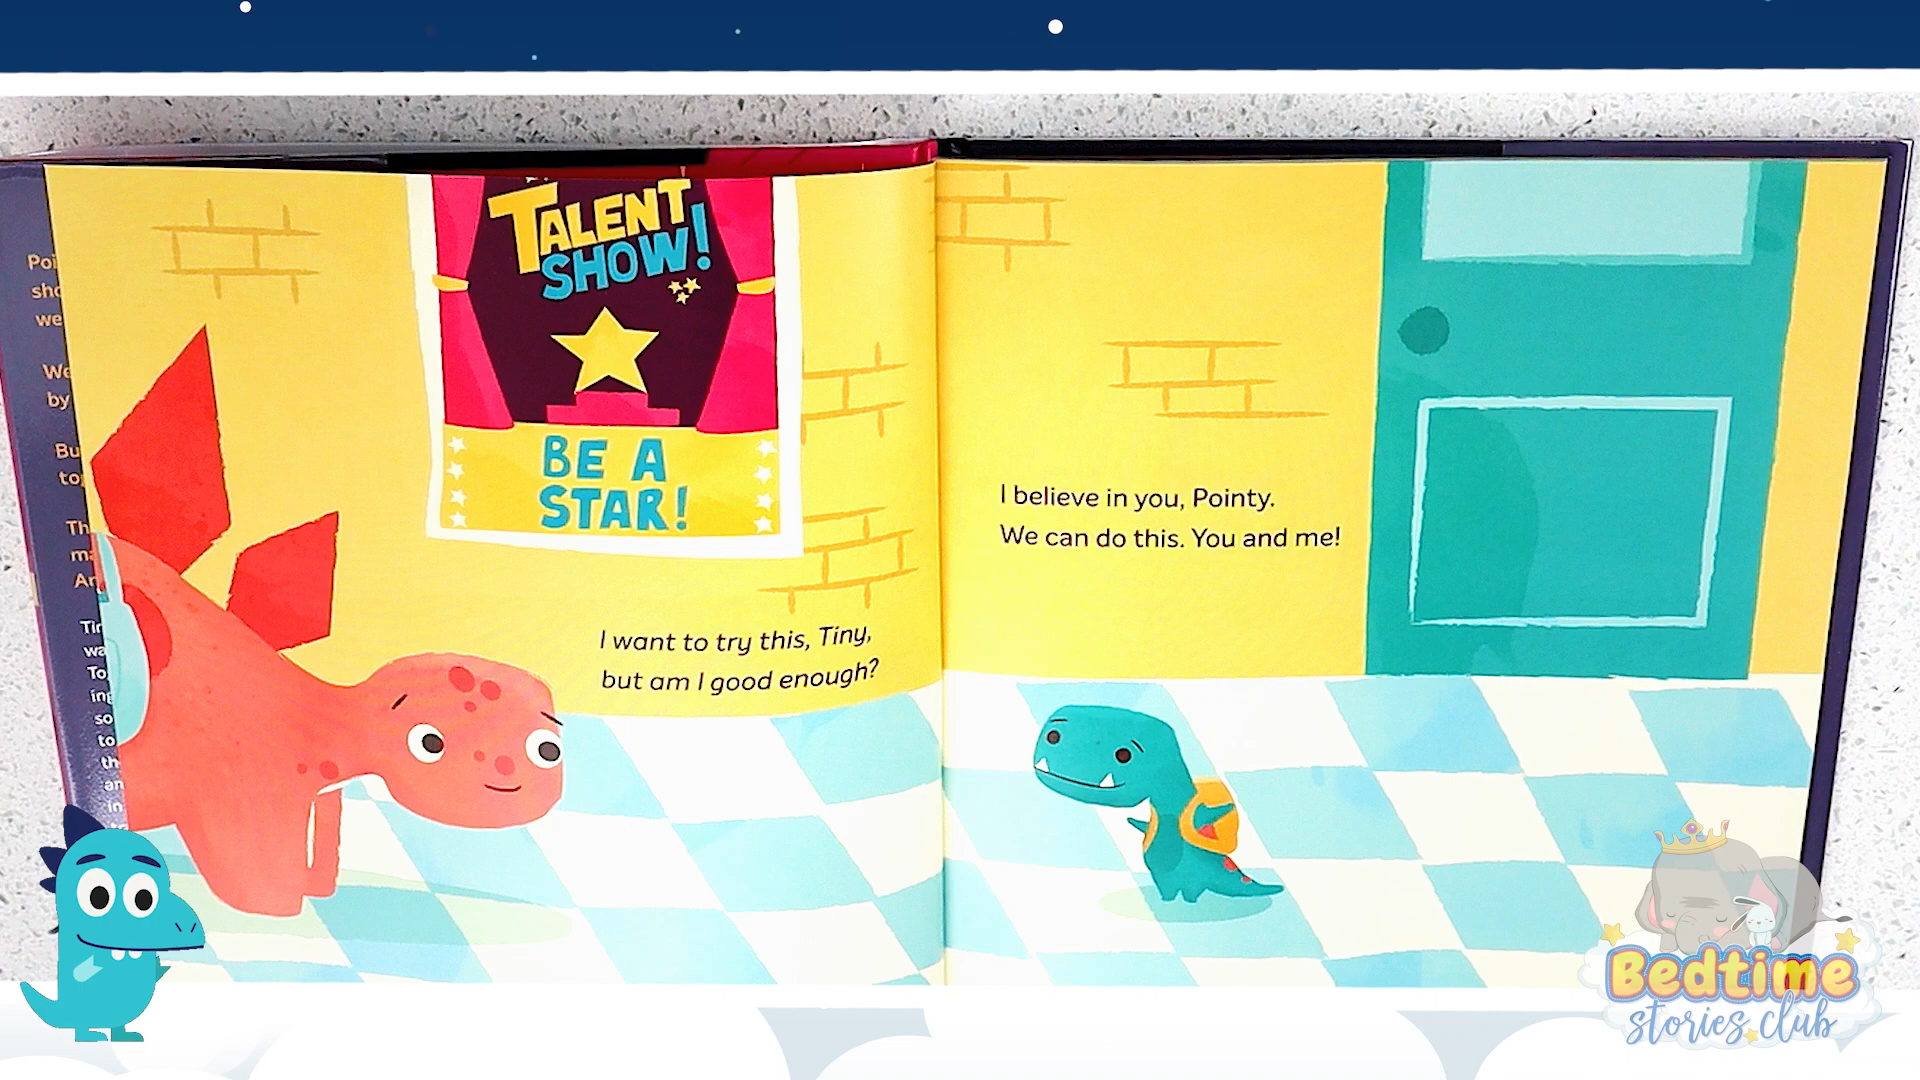 TALENT
SHOW!
BE A
STAR!
I want to try this, Tiny,
but am I good enough?
I believe in you, Pointy.
We can do this. You and me!
Bedtime
stories club